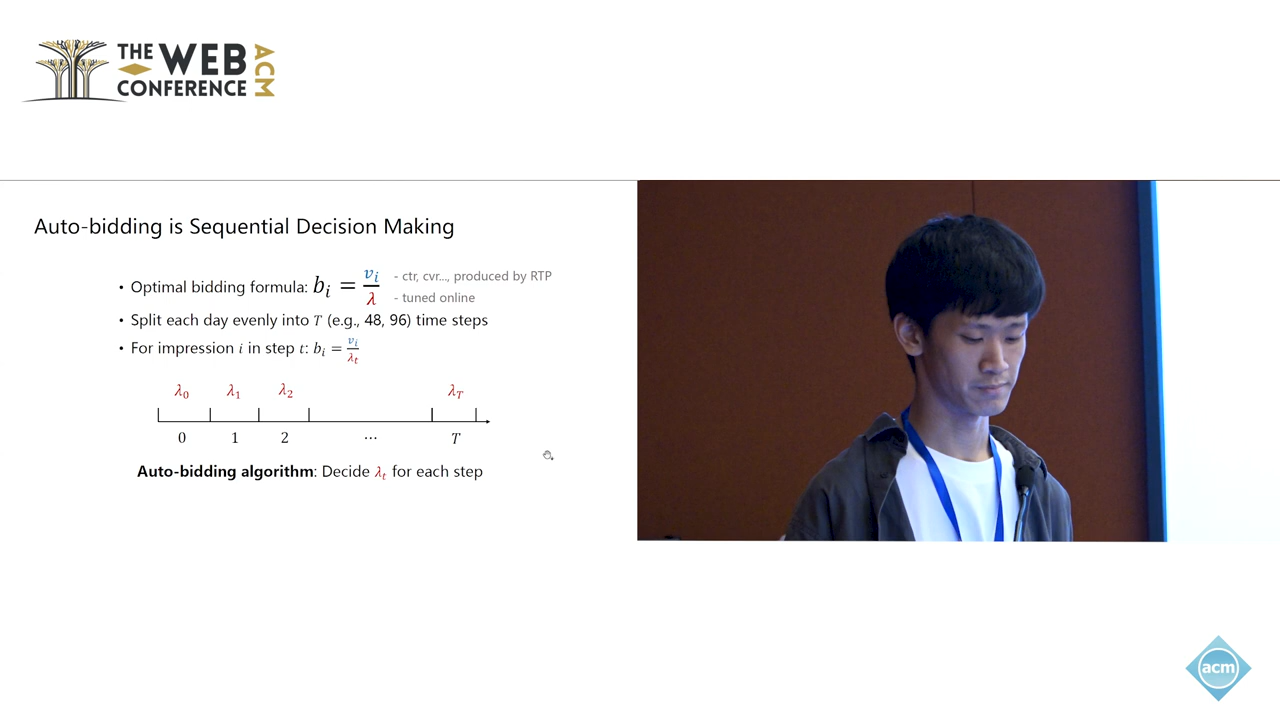 THE WEB
CONFERENCE
ACM
Auto-bidding is Sequential Decision Making
• Optimal bidding formula: b_i = v_i / λ
- ctr, cvr..., produced by RTP
- tuned online
• Split each day evenly into T (e.g., 48, 96) time steps
• For impression i in step t: b_i = v_i / λ_t
λ_0 λ_1 λ_2 λ_T
0 1 2 ... T
Auto-bidding algorithm: Decide λ_t for each step
acm